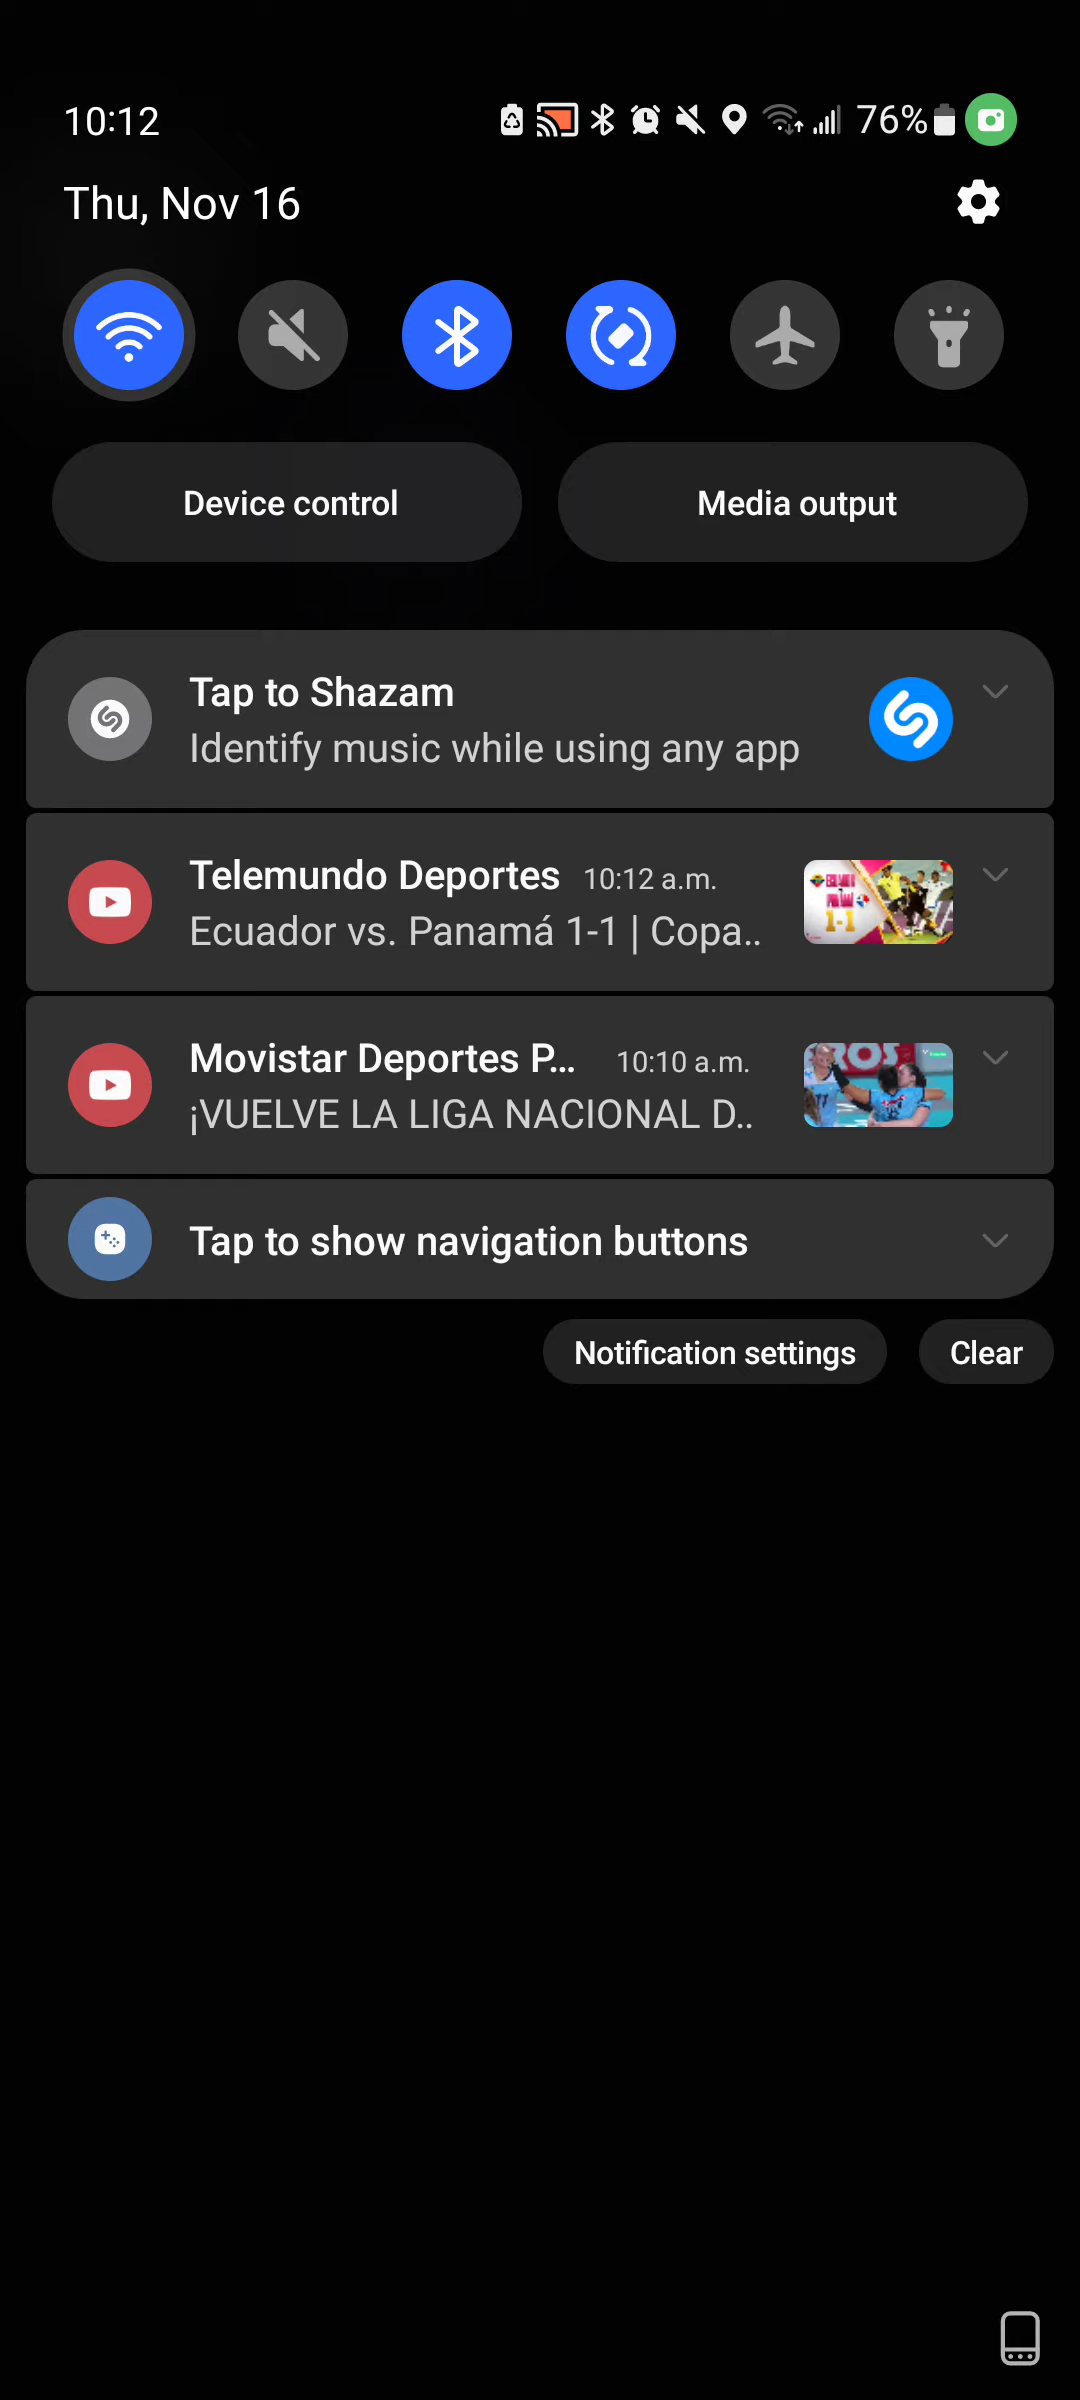 10:12 76%
Thu, Nov 16
Device control Media output
Tap to Shazam
Identify music while using any app
Telemundo Deportes 10:12 a.m.
Ecuador vs. Panamá 1-1 | Copa..
1-1
Movistar Deportes P... 10:10 a.m.
¡VUELVE LA LIGA NACIONAL D..
Tap to show navigation buttons
Notification settings Clear